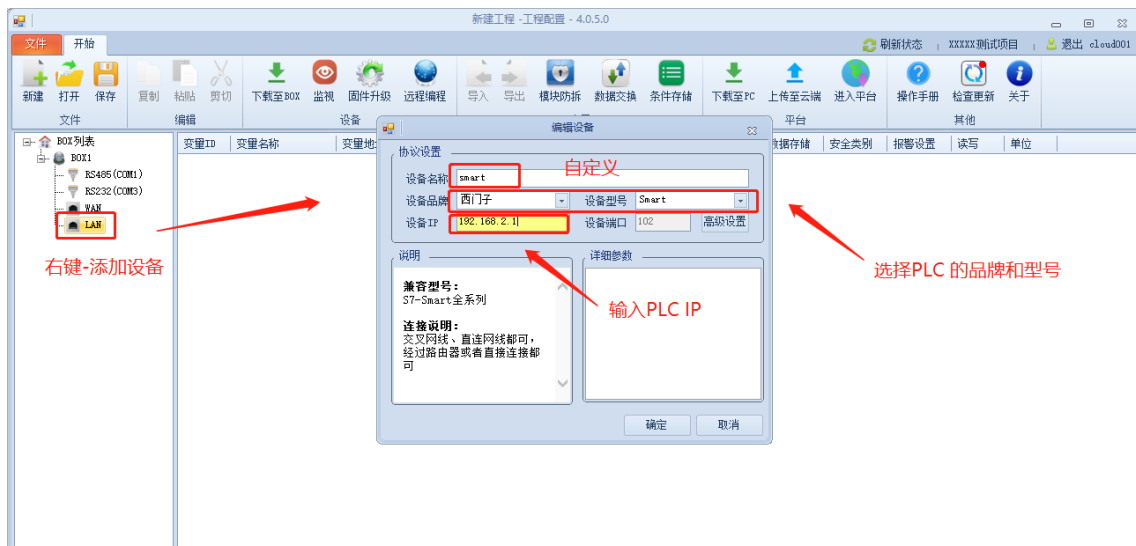 新建工程 -工程配置 - 4.0.5.0
文件 开始 刷新状态 XXXXX测试项目 退出 cloud001
新建 打开 保存 复制 粘贴 剪切 下载至BOX 监视 固件升级 远程编程 导入 导出 模块防拆 数据交换 条件存储 下载至PC 上传至云端 进入平台 操作手册 检查更新 关于
文件 编辑 设备 平台 其他
BOX列表
BOX1
RS485(COM1)
RS232(COM3)
WAN
LAN
右键-添加设备
变量ID 变量名称 变量地 数据存储 安全类别 报警设置 读写 单位
编辑设备
协议设置
自定义
设备名称 smart
设备品牌 西门子 设备型号 Smart
设备IP 192.168.2.1 设备端口 102 高级设置
选择PLC 的品牌和型号
输入PLC IP
说明
兼容型号：
S7-Smart全系列
连接说明：
交叉网线、直连网线都可，
经过路由器或者直接连接都
可
详细参数
确定 取消